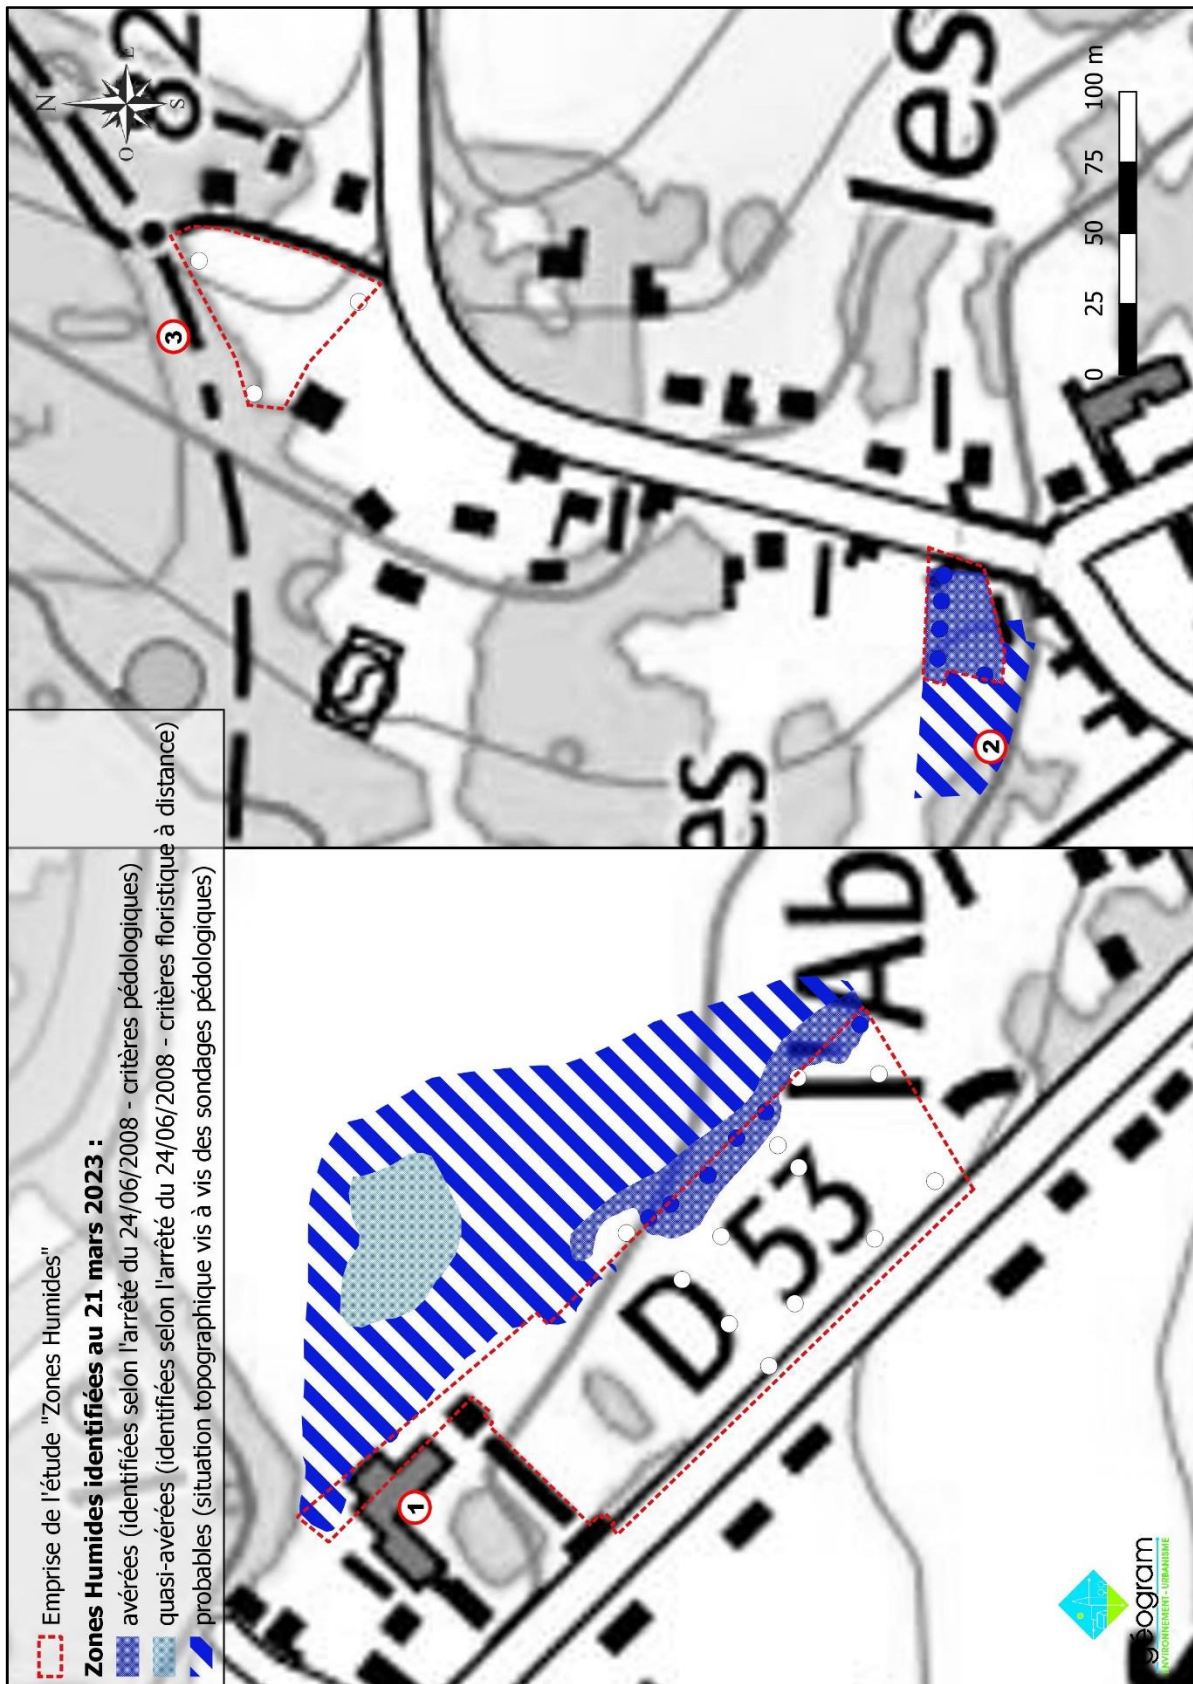 Emprise de l'étude "Zones Humides"
Zones Humides identifiées au 21 mars 2023 :
avérées (identifiées selon l'arrêté du 24/06/2008 - critères pédologiques)
quasi-avérées (identifiées selon l'arrêté du 24/06/2008 - critères floristique à distance)
probables (situation topographique vis à vis des sondages pédologiques)
N
E
S
O
82
3
es
les
2
1
D 53
l'Ab
0 25 50 75 100 m
géogram
ENVIRONNEMENT - URBANISME